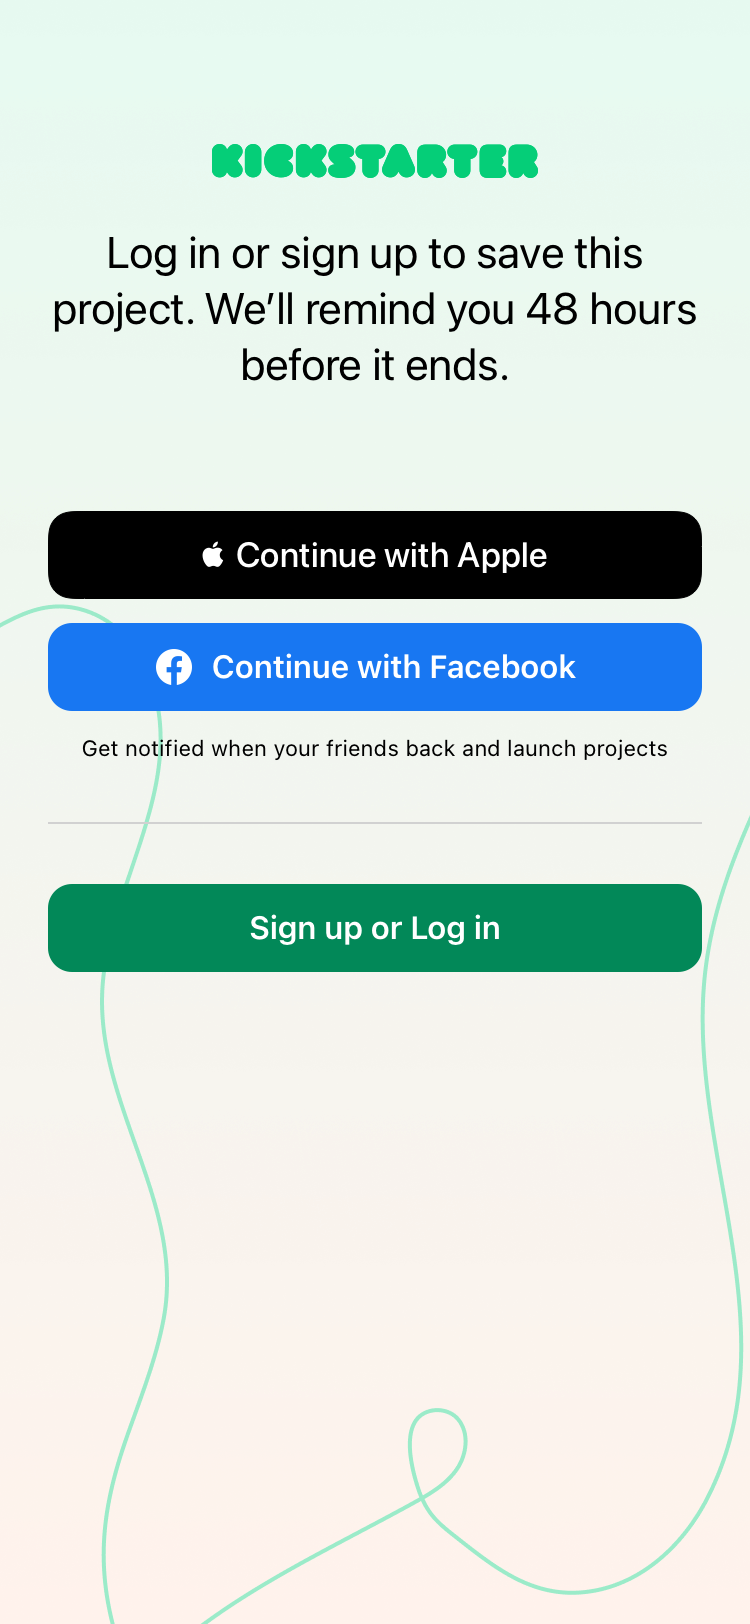 KICKSTARTER
Log in or sign up to save this
project. We’ll remind you 48 hours
before it ends.
Continue with Apple
Continue with Facebook
Get notified when your friends back and launch projects
Sign up or Log in